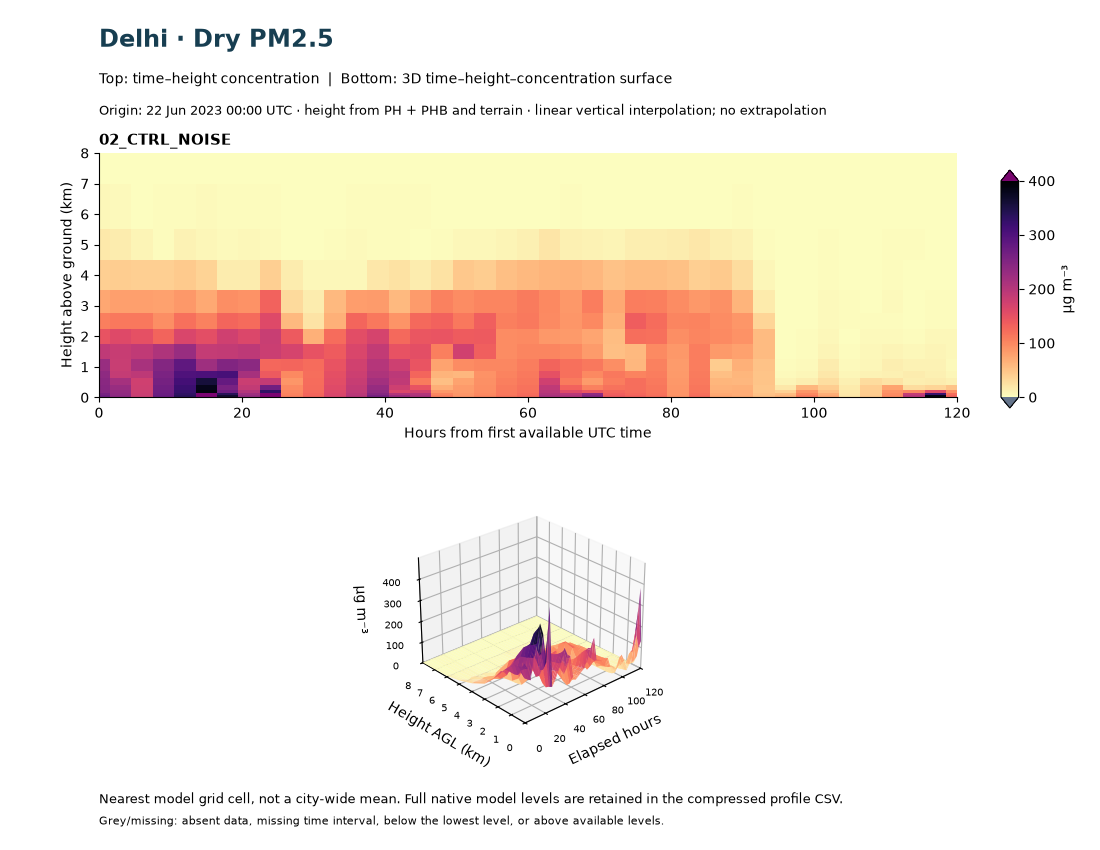 Delhi · Dry PM2.5
Top: time–height concentration | Bottom: 3D time–height–concentration surface
Origin: 22 Jun 2023 00:00 UTC · height from PH + PHB and terrain · linear vertical interpolation; no extrapolation
02_CTRL_NOISE
Height above ground (km)
8
7
6
5
4
3
2
1
0
0 20 40 60 80 100 120
Hours from first available UTC time
400
300
200
100
0
µg m⁻³
µg m⁻³
400
300
200
100
0
8 7 6 5 4 3 2 1 0
Height AGL (km)
0 20 40 60 80 100 120
Elapsed hours
Nearest model grid cell, not a city-wide mean. Full native model levels are retained in the compressed profile CSV.
Grey/missing: absent data, missing time interval, below the lowest level, or above available levels.